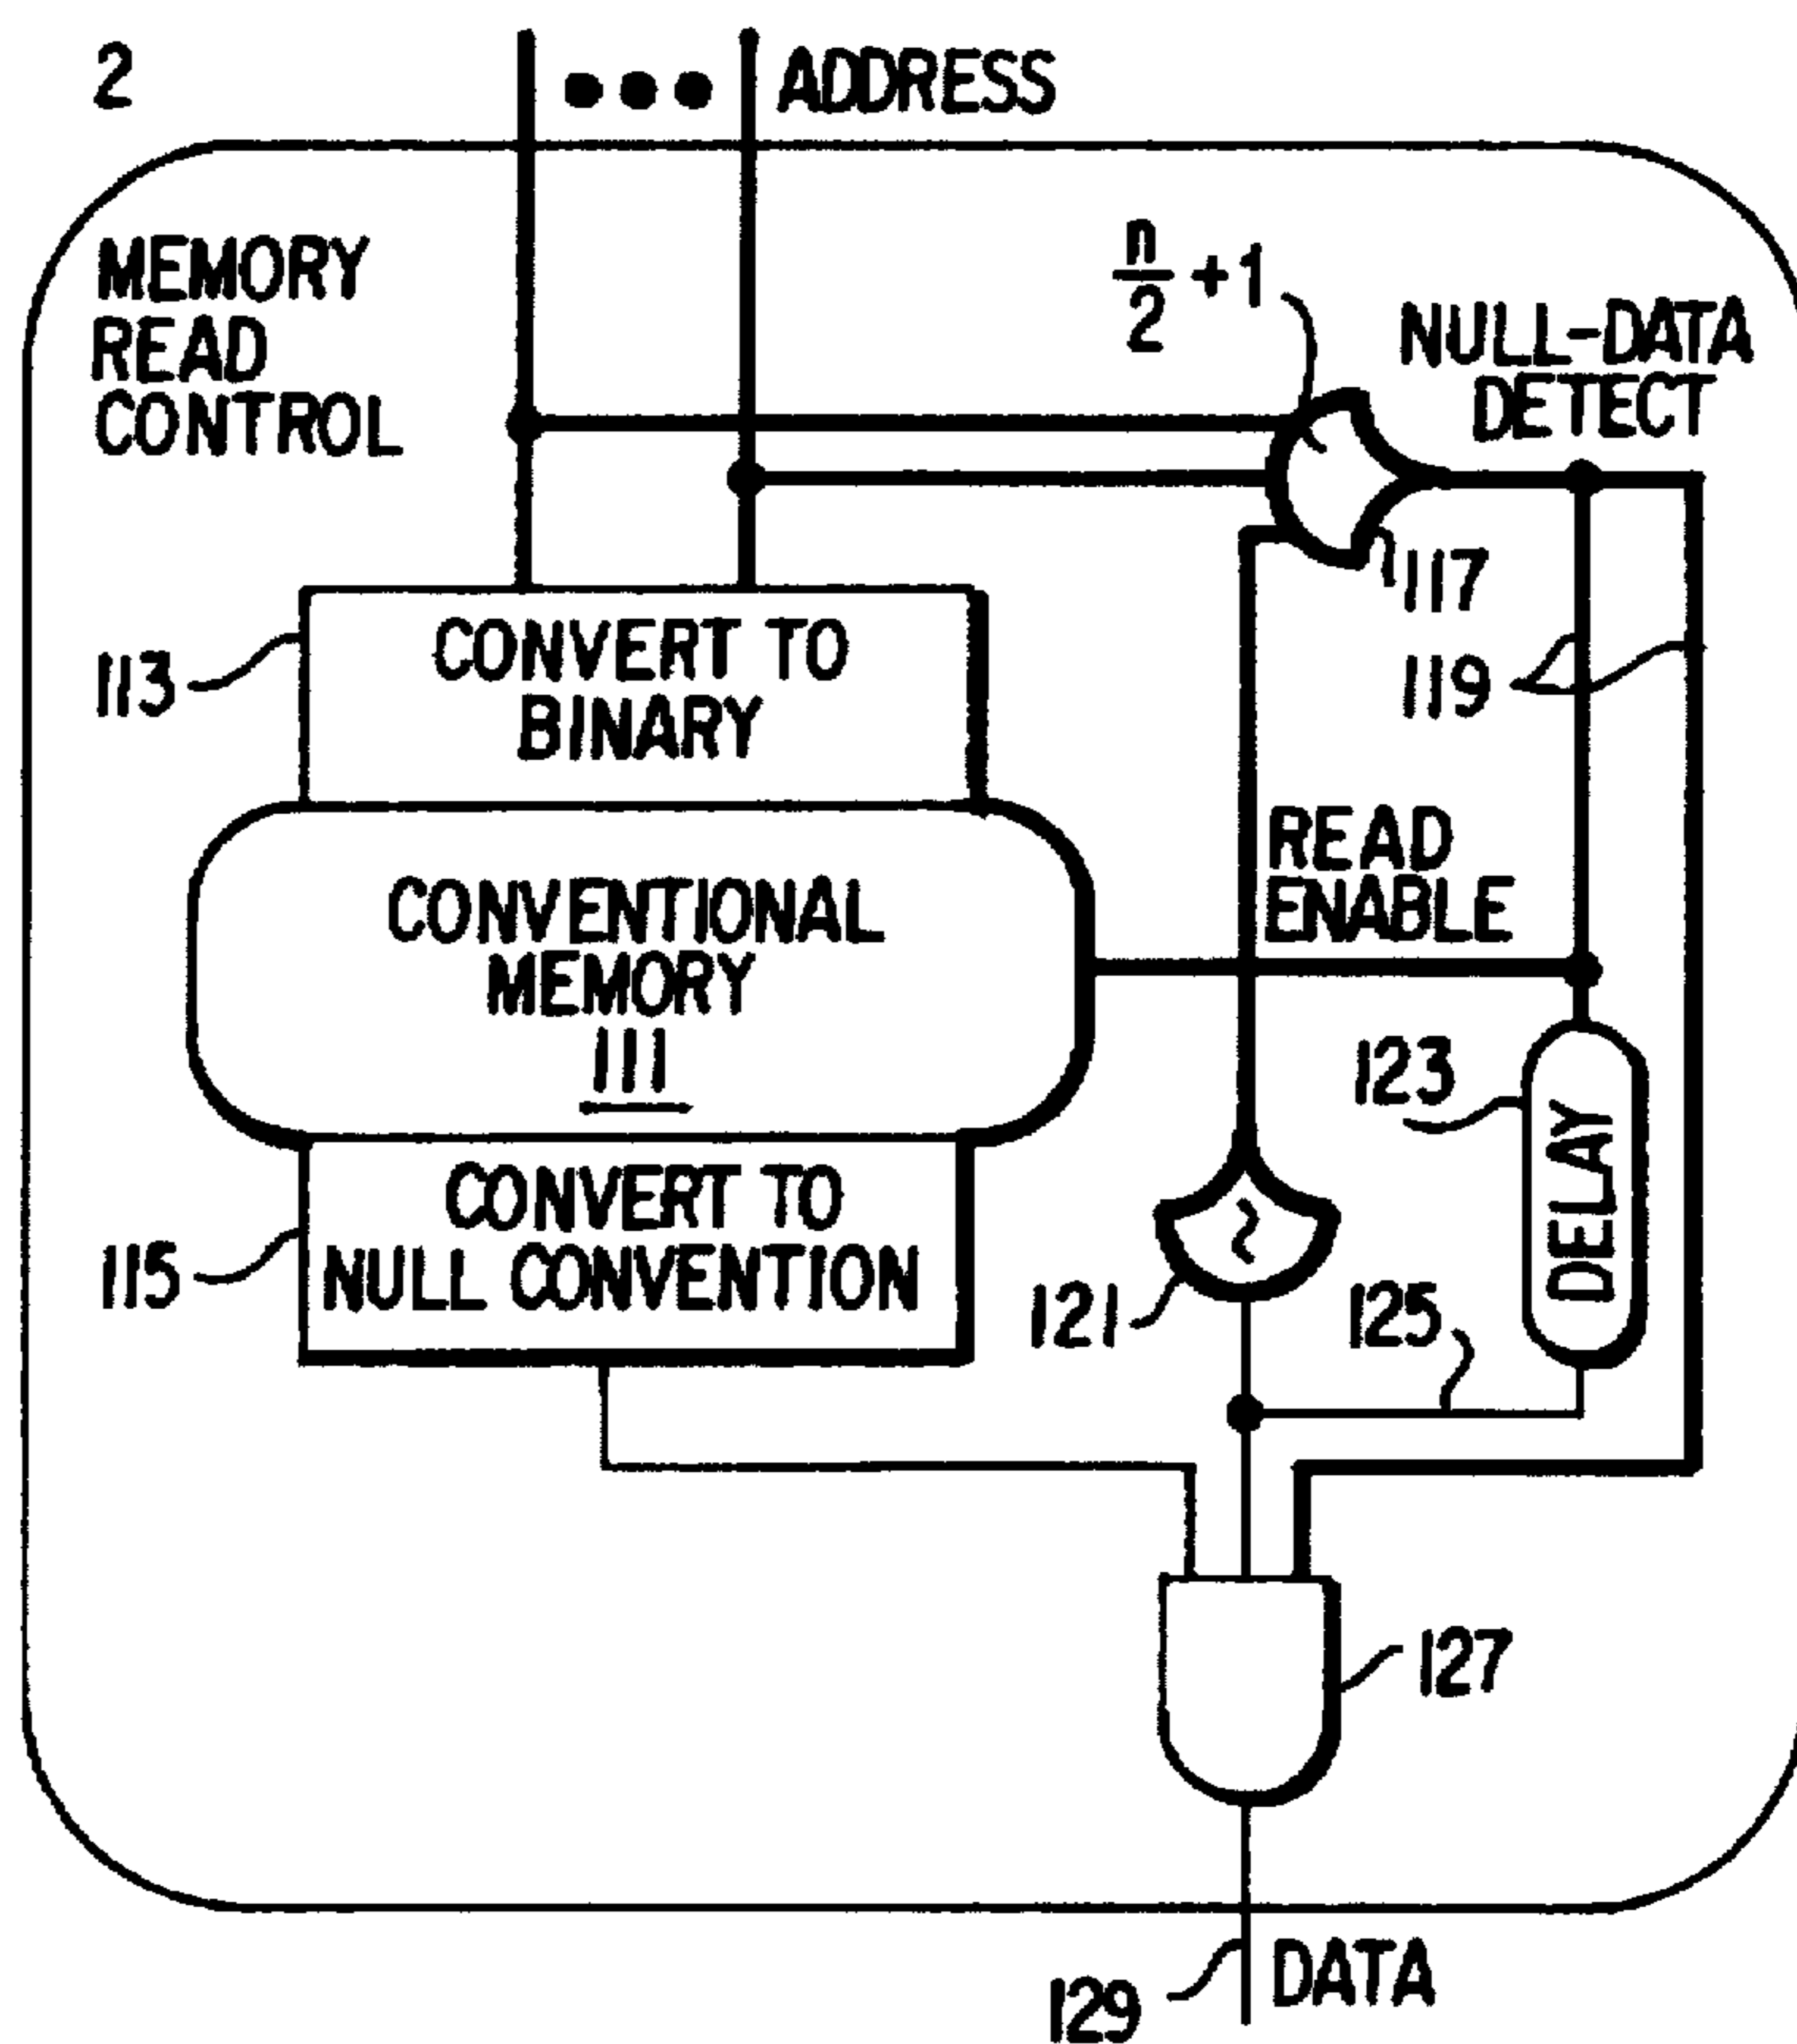 2
ADDRESS
MEMORY
READ
CONTROL
n/2 +1
NULL-DATA
DETECT
117
113
CONVERT TO
BINARY
119
READ
ENABLE
CONVENTIONAL
MEMORY
111
123
DELAY
CONVERT TO
NULL CONVENTION
115
121
125
127
129
DATA